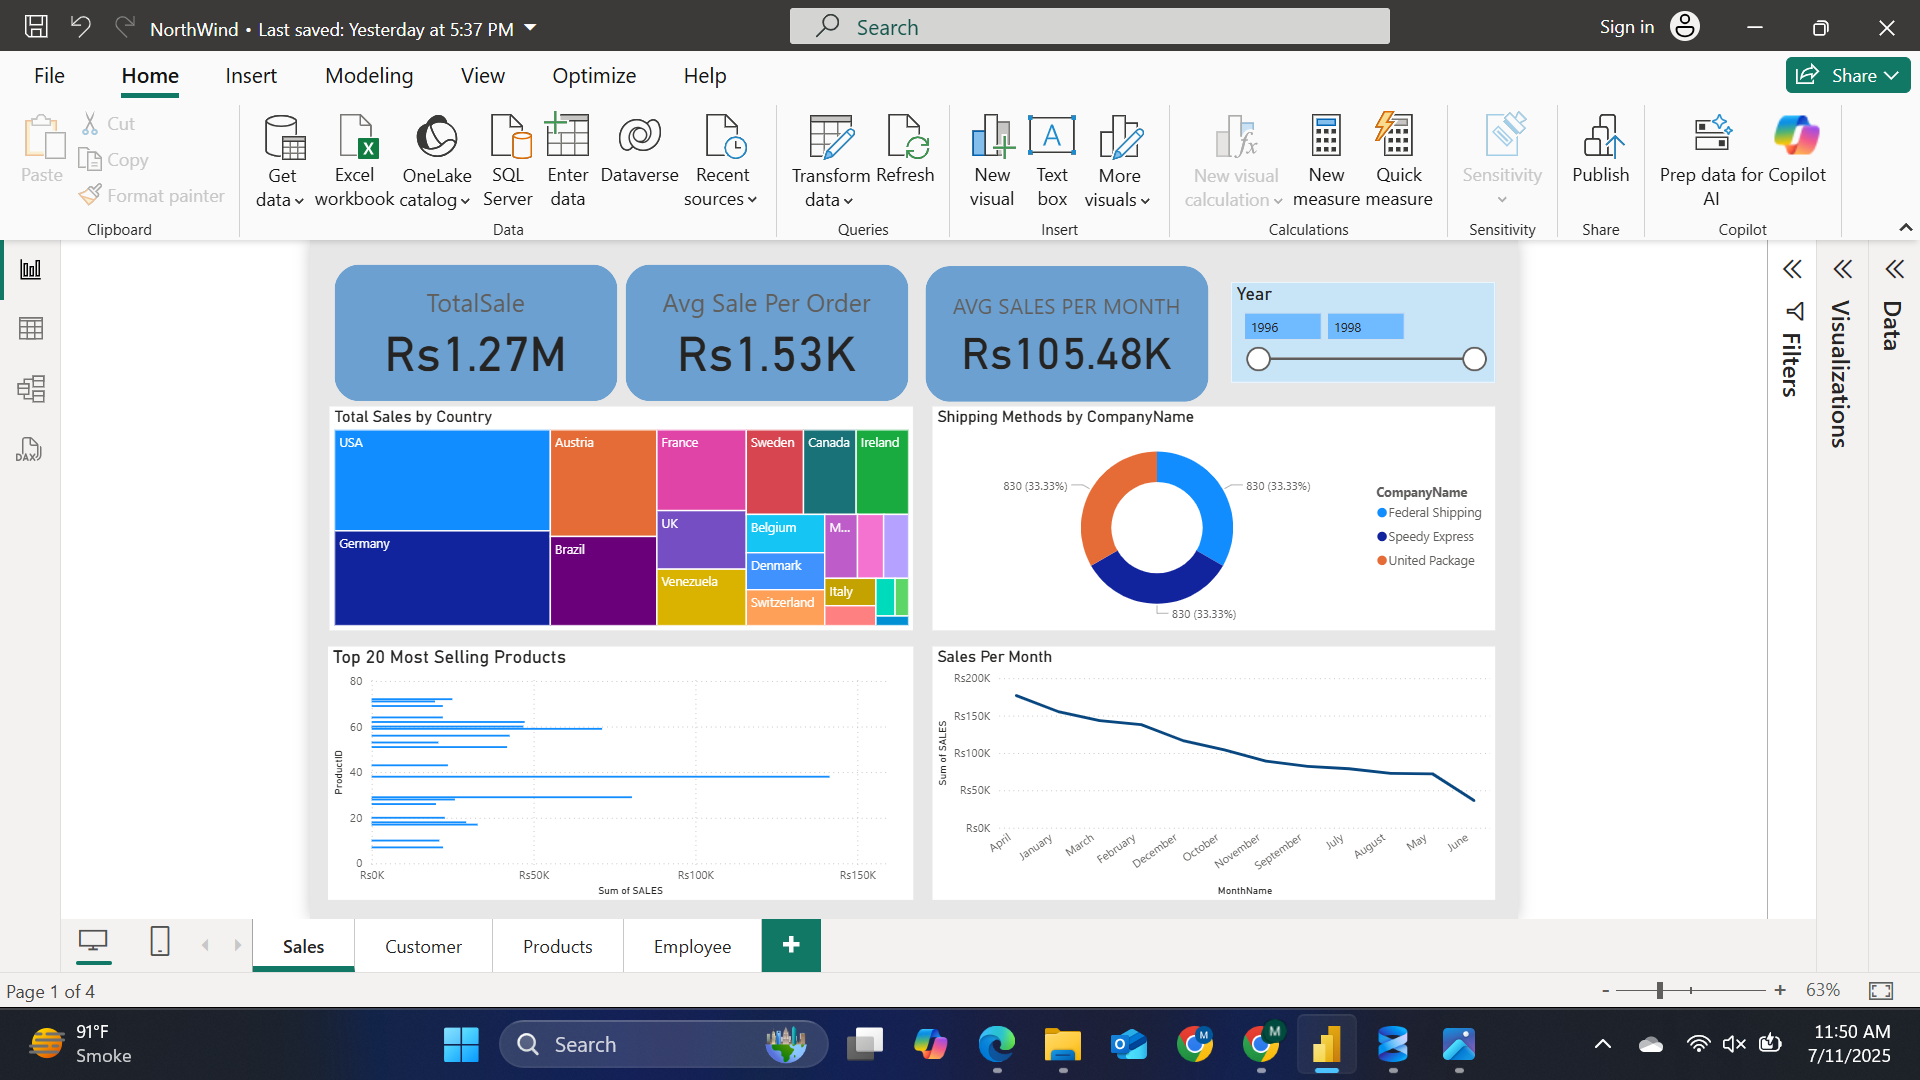 NorthWind • Last saved: Yesterday at 5:37 PM
Search
Sign in
File Home Insert Modeling View Optimize Help
Share
Paste
Cut
Copy
Format painter
Clipboard
Get data
Excel workbook
OneLake catalog
SQL Server
Enter data
Dataverse
Recent sources
Data
Transform data
Refresh
Queries
New visual
Text box
More visuals
Insert
New visual calculation
New measure
Quick measure
Calculations
Sensitivity
Sensitivity
Publish
Share
Prep data for AI
Copilot
Copilot
DAX
TotalSale
Rs1.27M
Avg Sale Per Order
Rs1.53K
AVG SALES PER MONTH
Rs105.48K
Year
1996 1998
Total Sales by Country
USA
Germany
Austria
Brazil
France
UK
Venezuela
Sweden
Canada
Ireland
Belgium
Denmark
Switzerland
M...
Italy
Shipping Methods by CompanyName
830 (33.33%)
830 (33.33%)
830 (33.33%)
CompanyName
Federal Shipping
Speedy Express
United Package
Top 20 Most Selling Products
80
60
40
20
0
ProductID
Rs0K Rs50K Rs100K Rs150K
Sum of SALES
Sales Per Month
Rs200K
Rs150K
Rs100K
Rs50K
Rs0K
Sum of SALES
April January March February December October November September July August May June
MonthName
Filters
Visualizations
Data
Sales Customer Products Employee +
Page 1 of 4
- + 63%
91°F
Smoke
Search
M
M
11:50 AM
7/11/2025